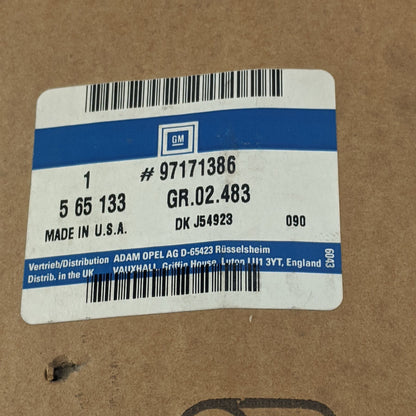 GM
1 # 97171386
5 65 133 GR.02.483
MADE IN U.S.A. DK J54923 090
Vertrieb/Distribution ADAM OPEL AG D-65423 Rüsselsheim
Distrib. in the UK VAUXHALL, Griffin House, Luton LU1 3YT, England
6043